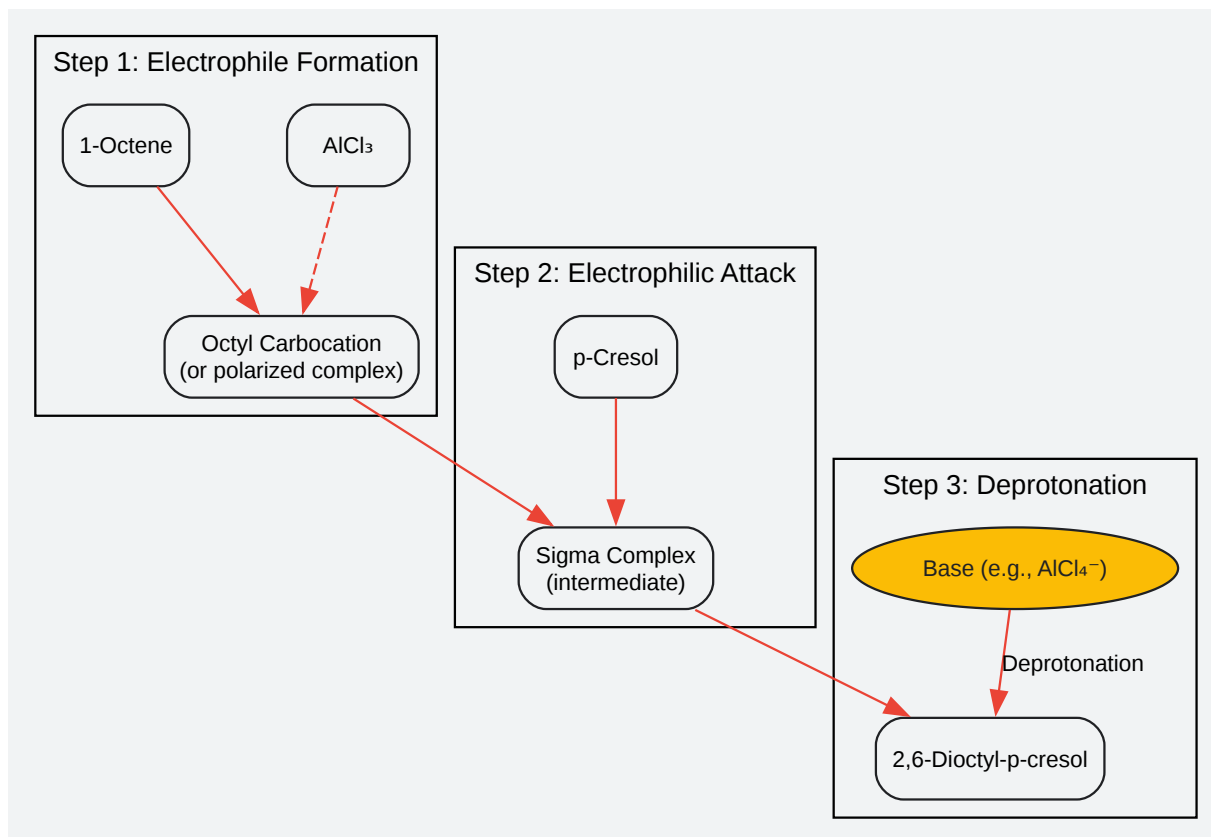 Step 1: Electrophile Formation
1-Octene
AlCl₃
Octyl Carbocation
(or polarized complex)
Step 2: Electrophilic Attack
p-Cresol
Sigma Complex
(intermediate)
Step 3: Deprotonation
Base (e.g., AlCl₄⁻)
Deprotonation
2,6-Dioctyl-p-cresol